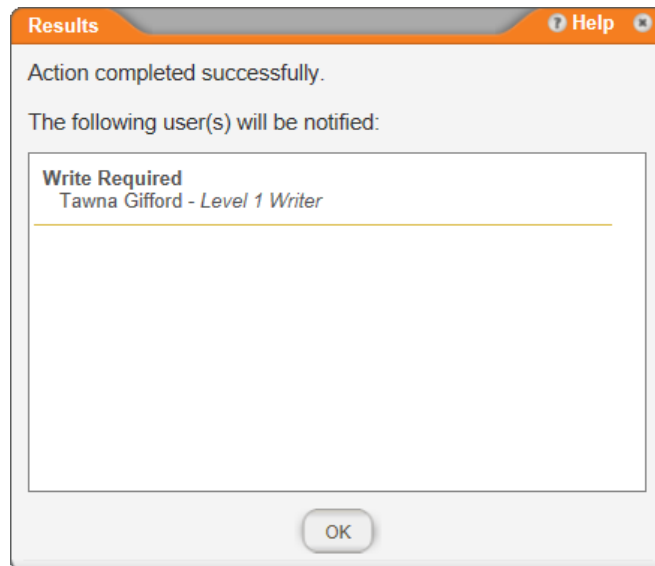 Results
Help
Action completed successfully.
The following user(s) will be notified:
Write Required
Tawna Gifford - Level 1 Writer
OK